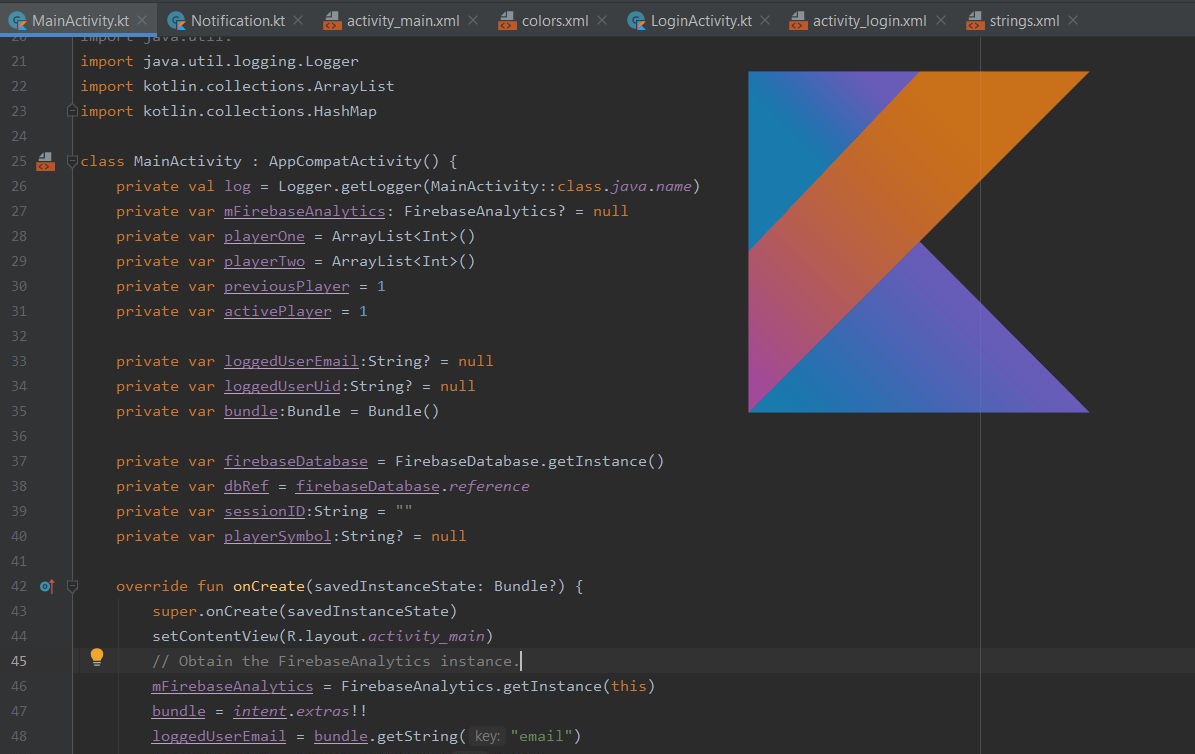 MainActivity.kt Notification.kt activity_main.xml colors.xml LoginActivity.kt activity_login.xml strings.xml
20 import java.util.*
21 import java.util.logging.Logger
22 import kotlin.collections.ArrayList
23 import kotlin.collections.HashMap
24
25 class MainActivity : AppCompatActivity() {
26 private val log = Logger.getLogger(MainActivity::class.java.name)
27 private var mFirebaseAnalytics: FirebaseAnalytics? = null
28 private var playerOne = ArrayList<Int>()
29 private var playerTwo = ArrayList<Int>()
30 private var previousPlayer = 1
31 private var activePlayer = 1
32
33 private var loggedUserEmail:String? = null
34 private var loggedUserUid:String? = null
35 private var bundle:Bundle = Bundle()
36
37 private var firebaseDatabase = FirebaseDatabase.getInstance()
38 private var dbRef = firebaseDatabase.reference
39 private var sessionID:String = ""
40 private var playerSymbol:String? = null
41
42 override fun onCreate(savedInstanceState: Bundle?) {
43 super.onCreate(savedInstanceState)
44 setContentView(R.layout.activity_main)
45 // Obtain the FirebaseAnalytics instance.
46 mFirebaseAnalytics = FirebaseAnalytics.getInstance(this)
47 bundle = intent.extras!!
48 loggedUserEmail = bundle.getString( key: "email")